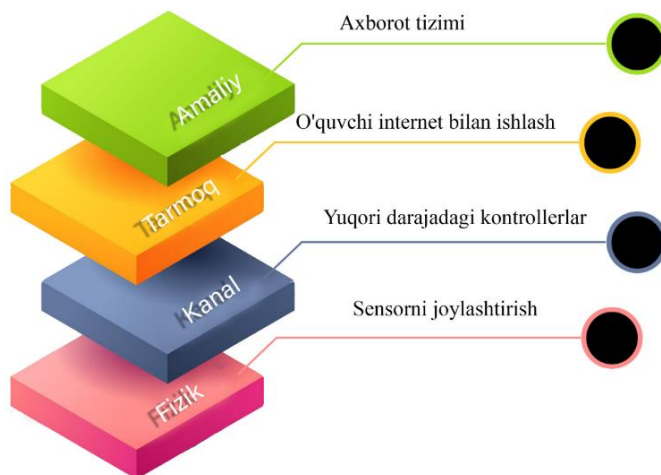 Axborot tizimi
Amaliy
O'quvchi internet bilan ishlash
Tarmoq
Yuqori darajadagi kontrollerlar
Kanal
Sensorni joylashtirish
Fizik